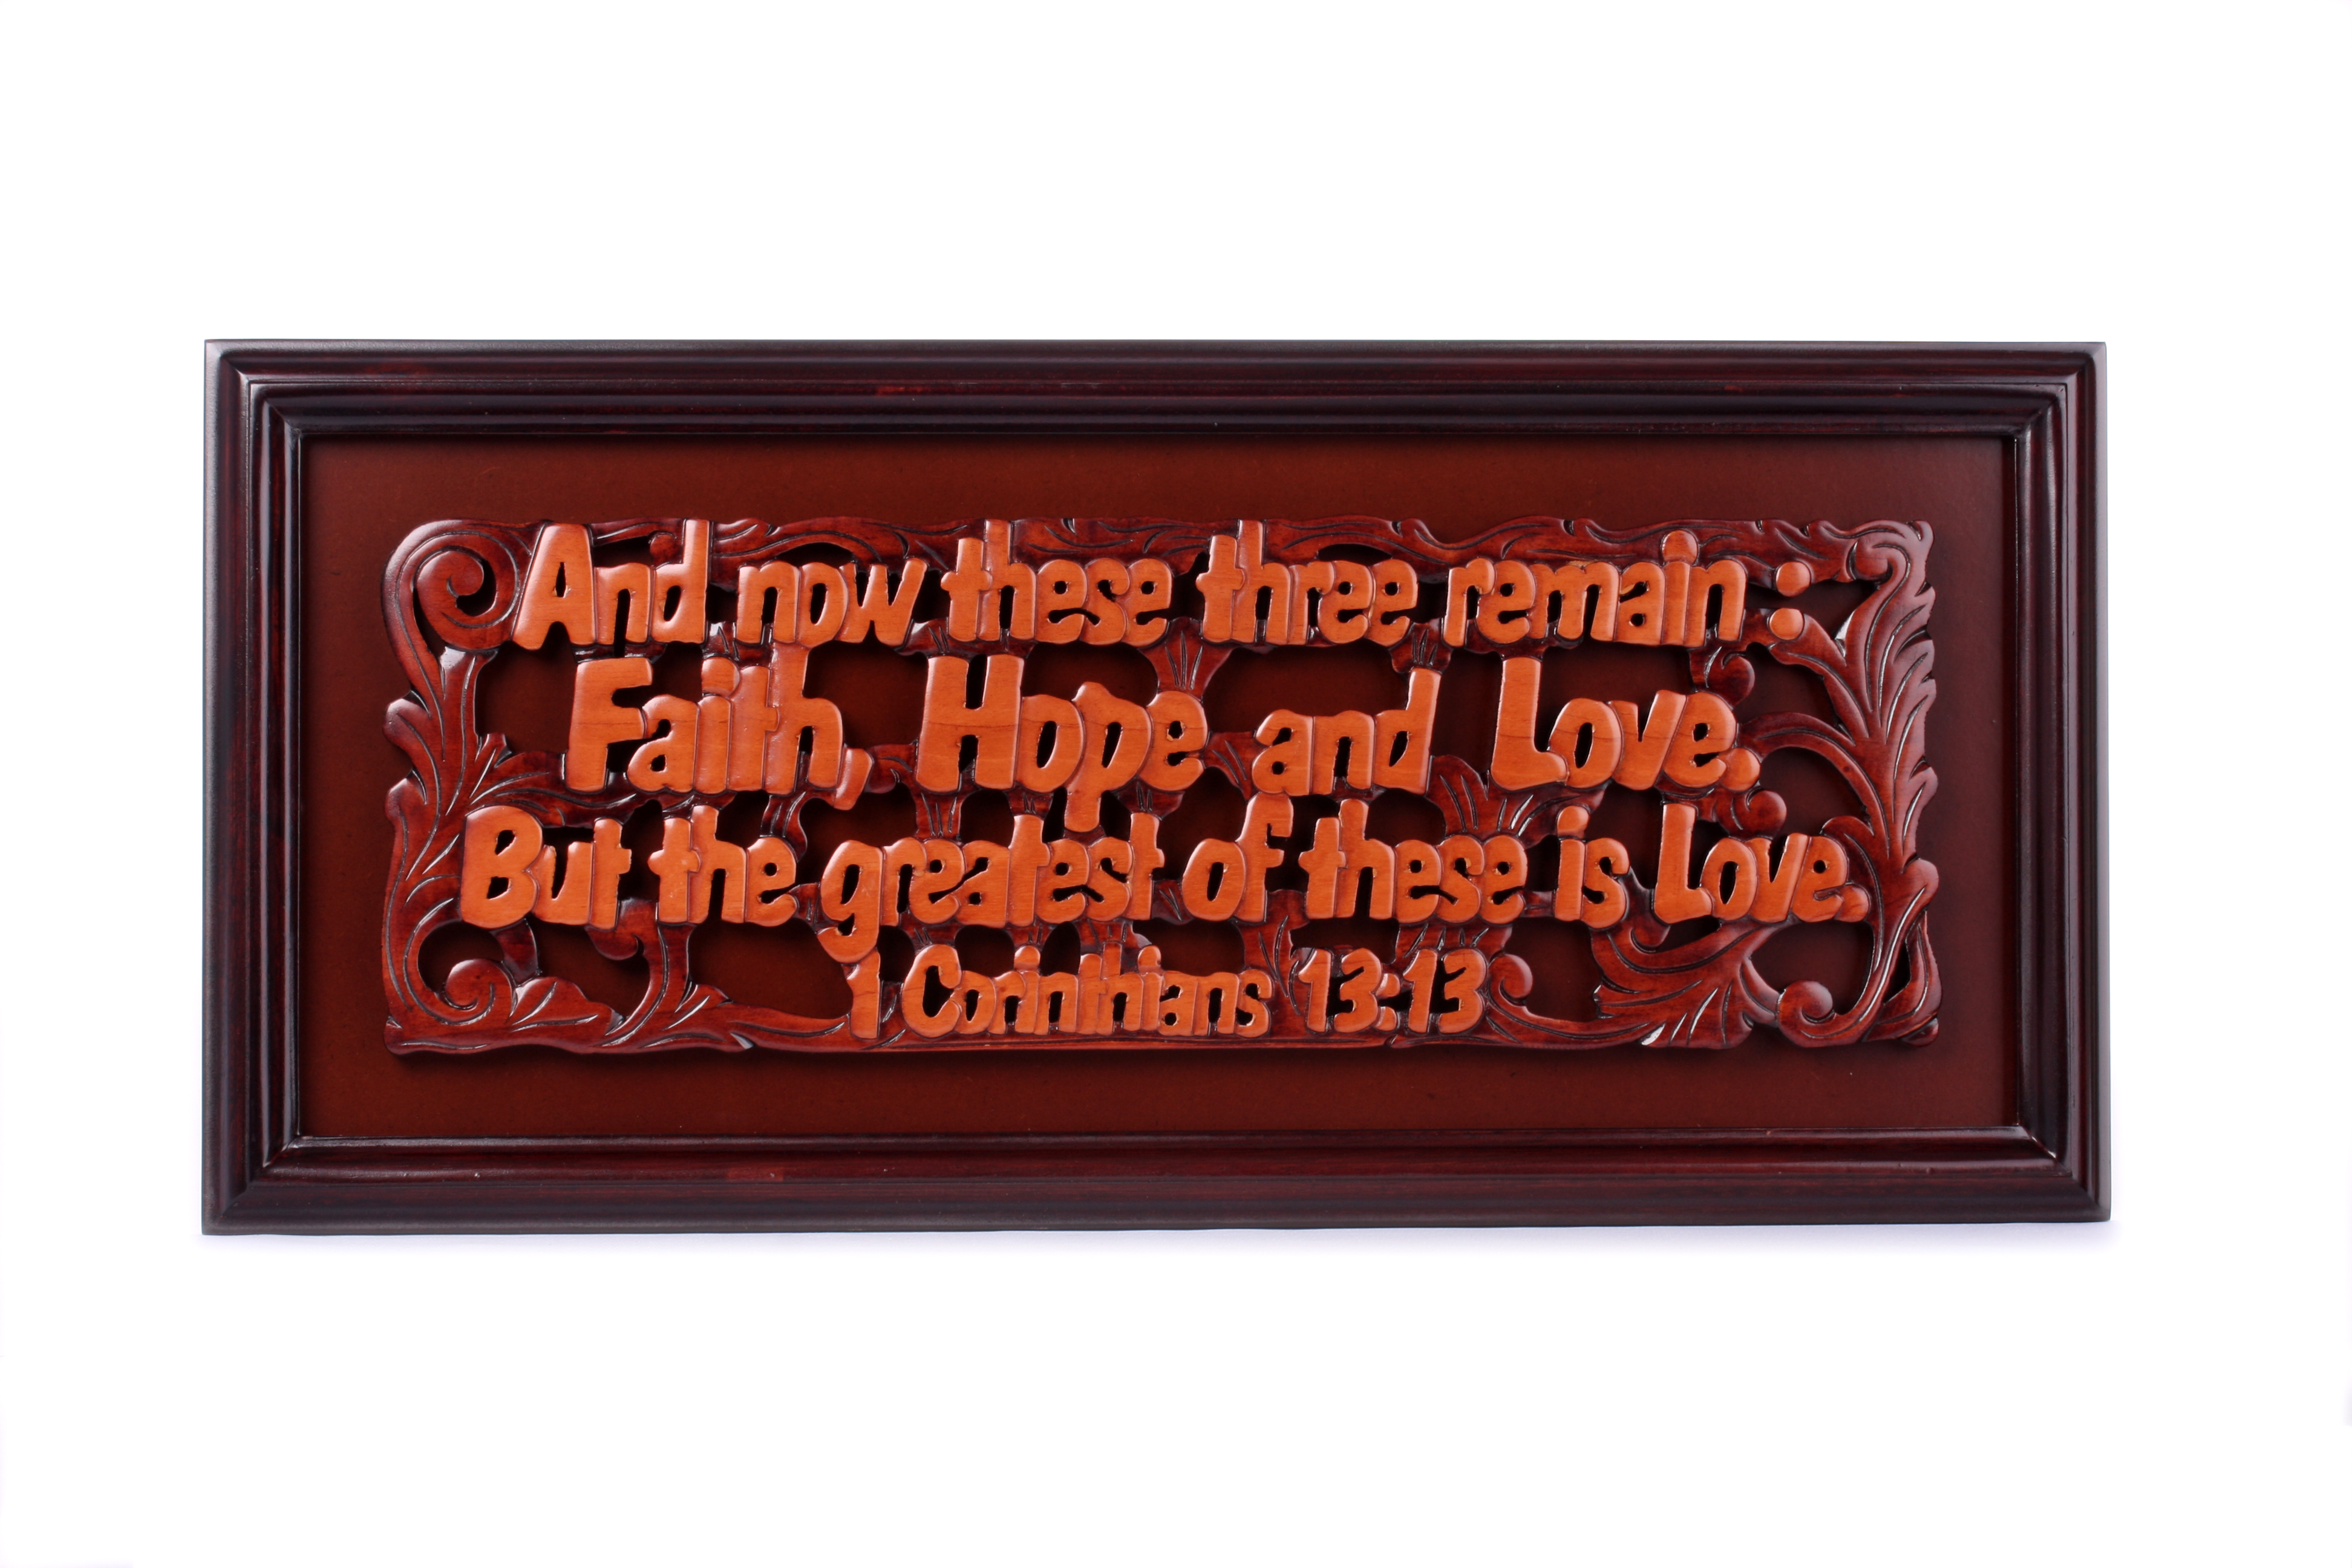 And now these three remain :
Faith, Hope and Love.
But the greatest of these is Love.
1 Corinthians 13:13